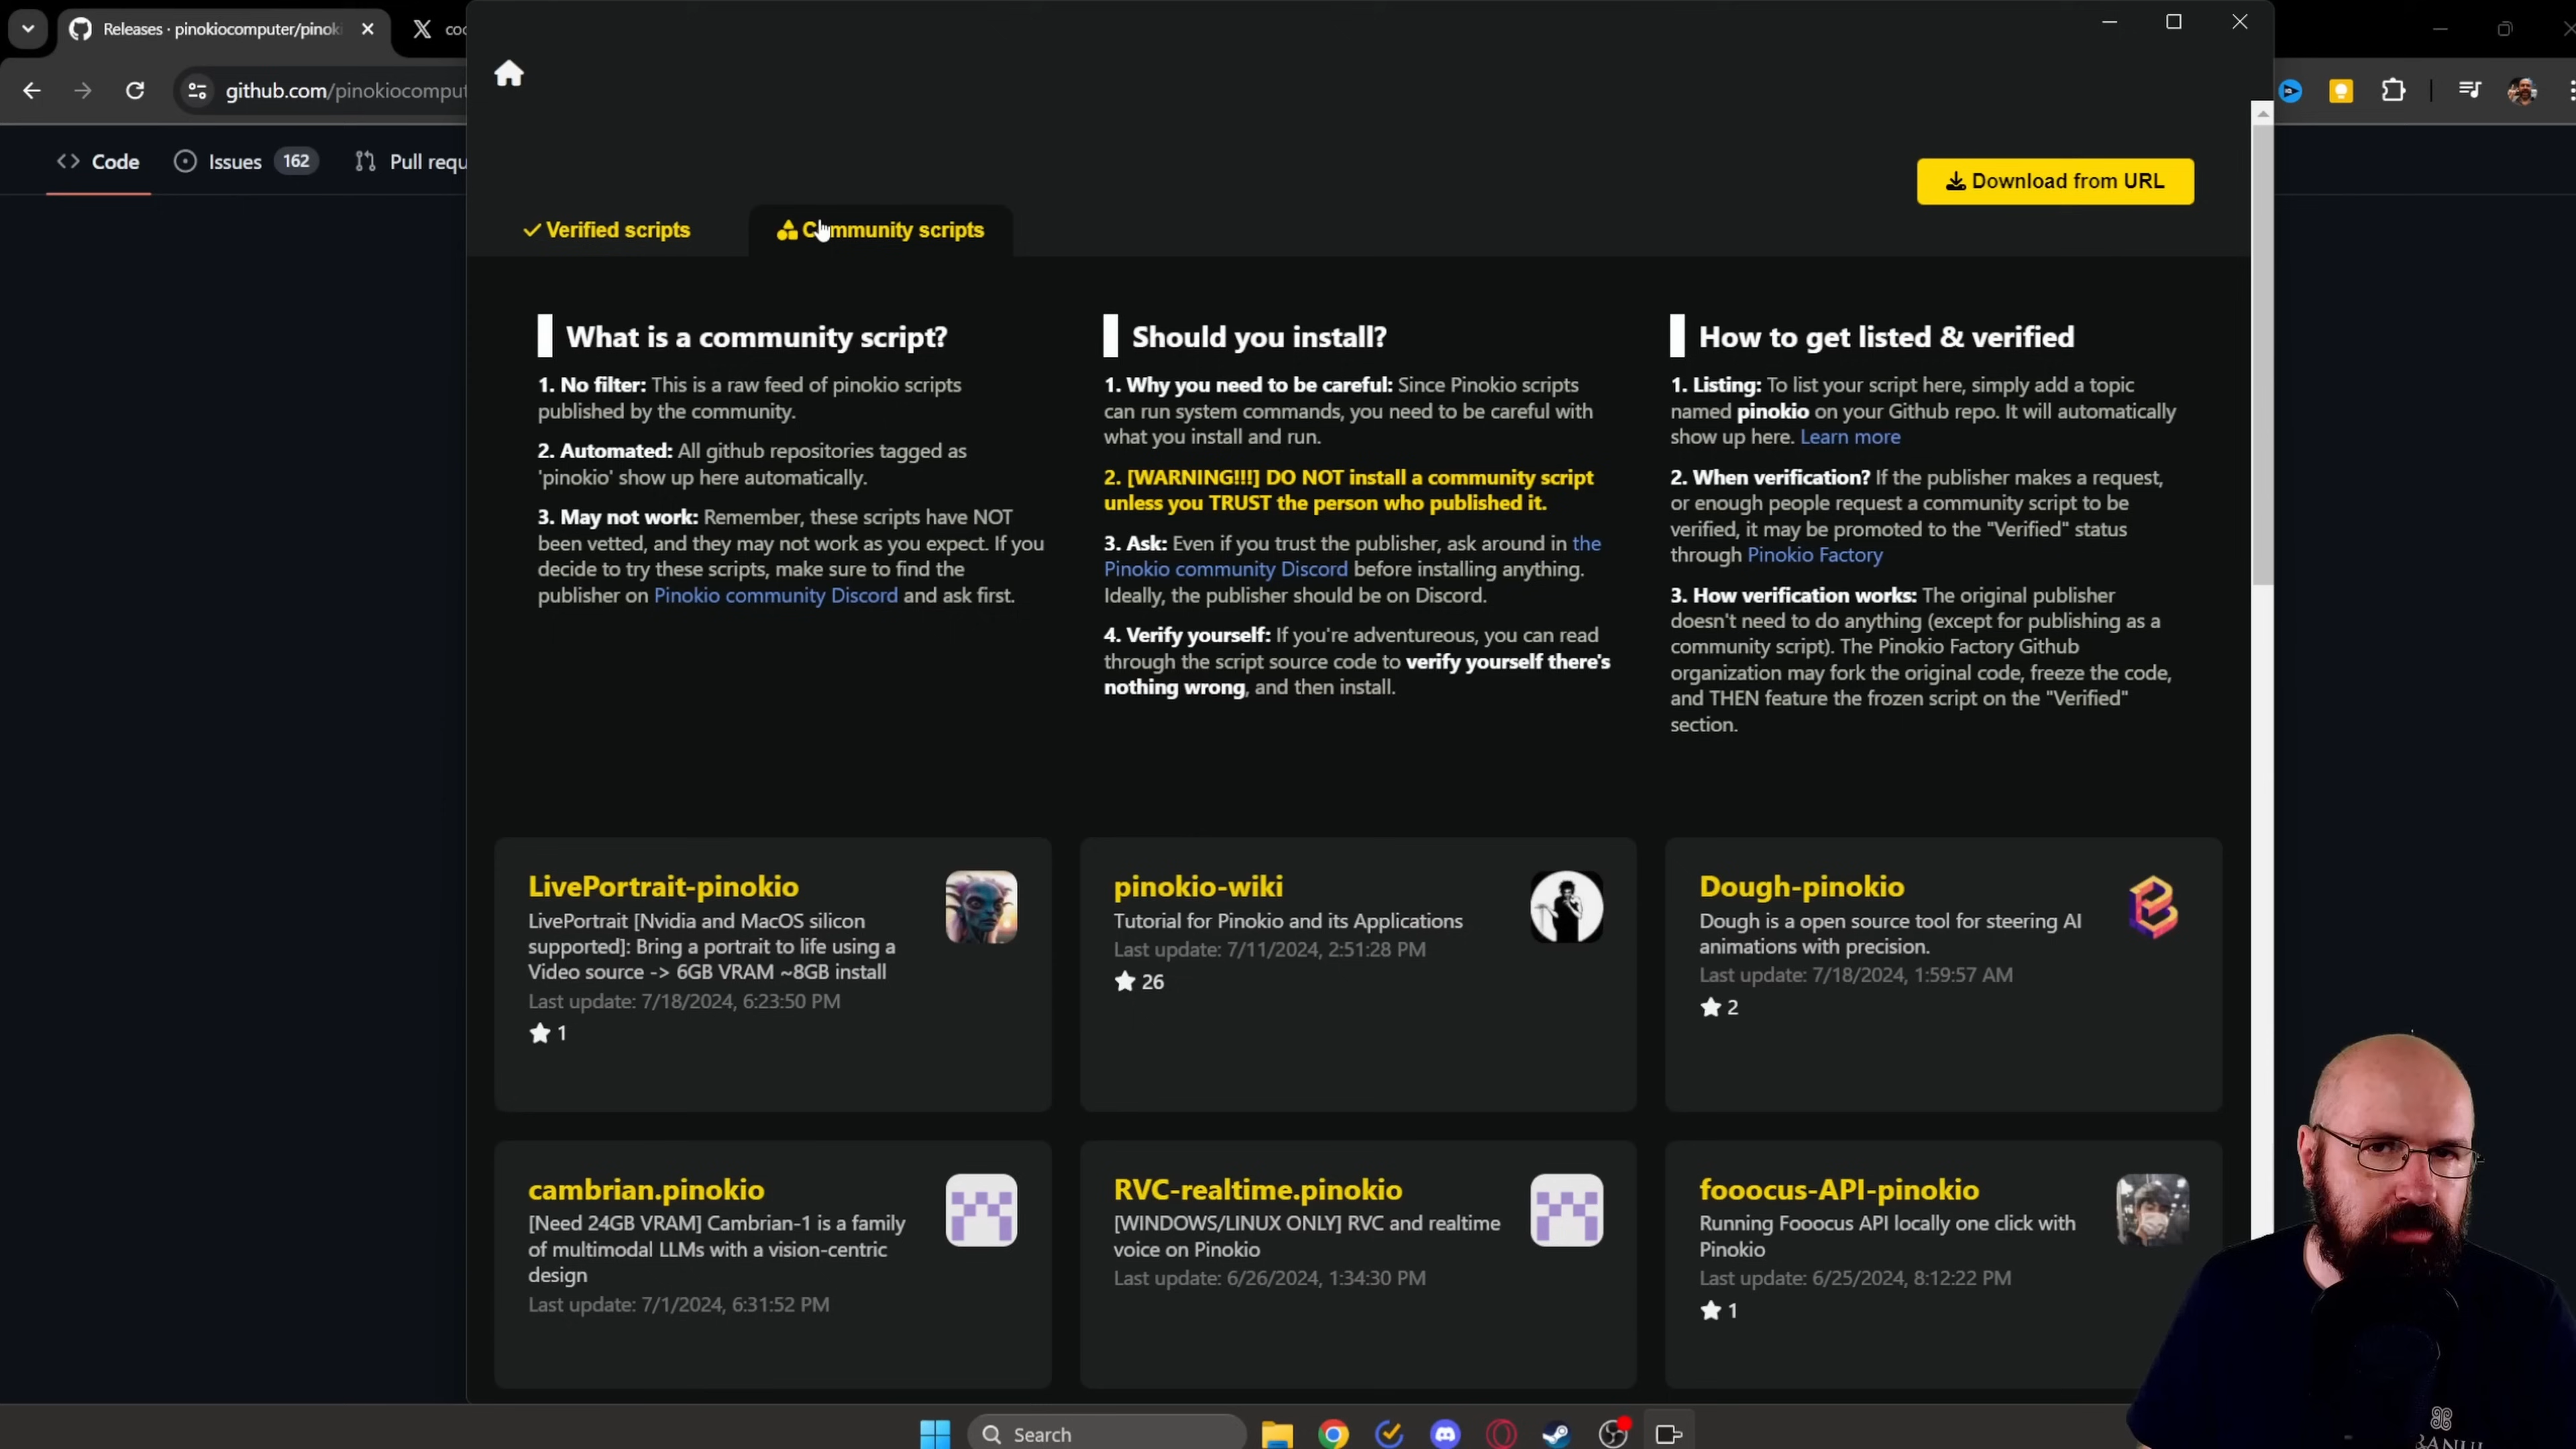 Releases · pinokiocomputer/pinoki
github.com/pinokiocomput
Code
Issues 162
Pull requ
Download from URL
Verified scripts
Community scripts
What is a community script?
1. No filter: This is a raw feed of pinokio scripts
published by the community.
2. Automated: All github repositories tagged as
'pinokio' show up here automatically.
3. May not work: Remember, these scripts have NOT
been vetted, and they may not work as you expect. If you
decide to try these scripts, make sure to find the
publisher on Pinokio community Discord and ask first.
Should you install?
1. Why you need to be careful: Since Pinokio scripts
can run system commands, you need to be careful with
what you install and run.
2. [WARNING!!!] DO NOT install a community script
unless you TRUST the person who published it.
3. Ask: Even if you trust the publisher, ask around in the
Pinokio community Discord before installing anything.
Ideally, the publisher should be on Discord.
4. Verify yourself: If you're adventureous, you can read
through the script source code to verify yourself there's
nothing wrong, and then install.
How to get listed & verified
1. Listing: To list your script here, simply add a topic
named pinokio on your Github repo. It will automatically
show up here. Learn more
2. When verification? If the publisher makes a request,
or enough people request a community script to be
verified, it may be promoted to the "Verified" status
through Pinokio Factory
3. How verification works: The original publisher
doesn't need to do anything (except for publishing as a
community script). The Pinokio Factory Github
organization may fork the original code, freeze the code,
and THEN feature the frozen script on the "Verified"
section.
LivePortrait-pinokio
LivePortrait [Nvidia and MacOS silicon
supported]: Bring a portrait to life using a
Video source -> 6GB VRAM ~8GB install
Last update: 7/18/2024, 6:23:50 PM
1
pinokio-wiki
Tutorial for Pinokio and its Applications
Last update: 7/11/2024, 2:51:28 PM
26
Dough-pinokio
Dough is a open source tool for steering AI
animations with precision.
Last update: 7/18/2024, 1:59:57 AM
2
cambrian.pinokio
[Need 24GB VRAM] Cambrian-1 is a family
of multimodal LLMs with a vision-centric
design
Last update: 7/1/2024, 6:31:52 PM
RVC-realtime.pinokio
[WINDOWS/LINUX ONLY] RVC and realtime
voice on Pinokio
Last update: 6/26/2024, 1:34:30 PM
fooocus-API-pinokio
Running Fooocus API locally one click with
Pinokio
Last update: 6/25/2024, 8:12:22 PM
1
Search